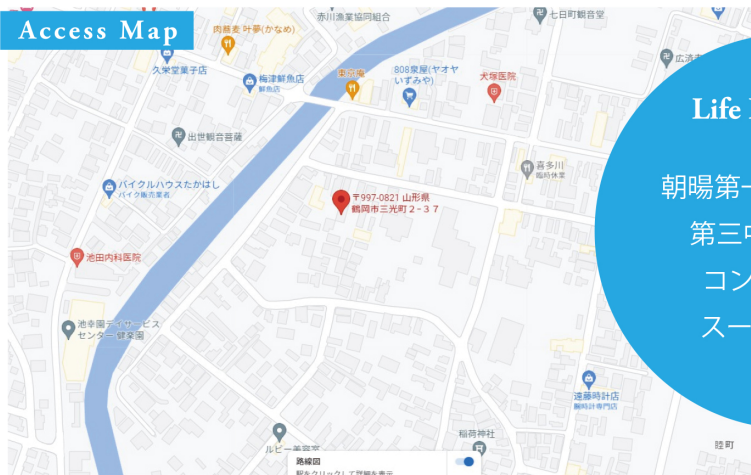 Access Map
肉蕎麦 叶夢(かなめ)
赤川漁業協同組合
七日町観音堂
久栄堂菓子店
梅津鮮魚店
鮮魚店
東京庵
808泉屋(ヤオヤ
いずみや)
犬塚医院
出世観音菩薩
喜多川
臨時休業
バイクルハウスたかはし
バイク販売業者
〒997-0821 山形県
鶴岡市三光町2-37
池田内科医院
池幸園デイサービス
センター 健楽園
遠藤時計店
腕時計専門店
稲荷神社
ルビー美容室
睦町
路線図
Life
朝暘第
第三
コン
スー